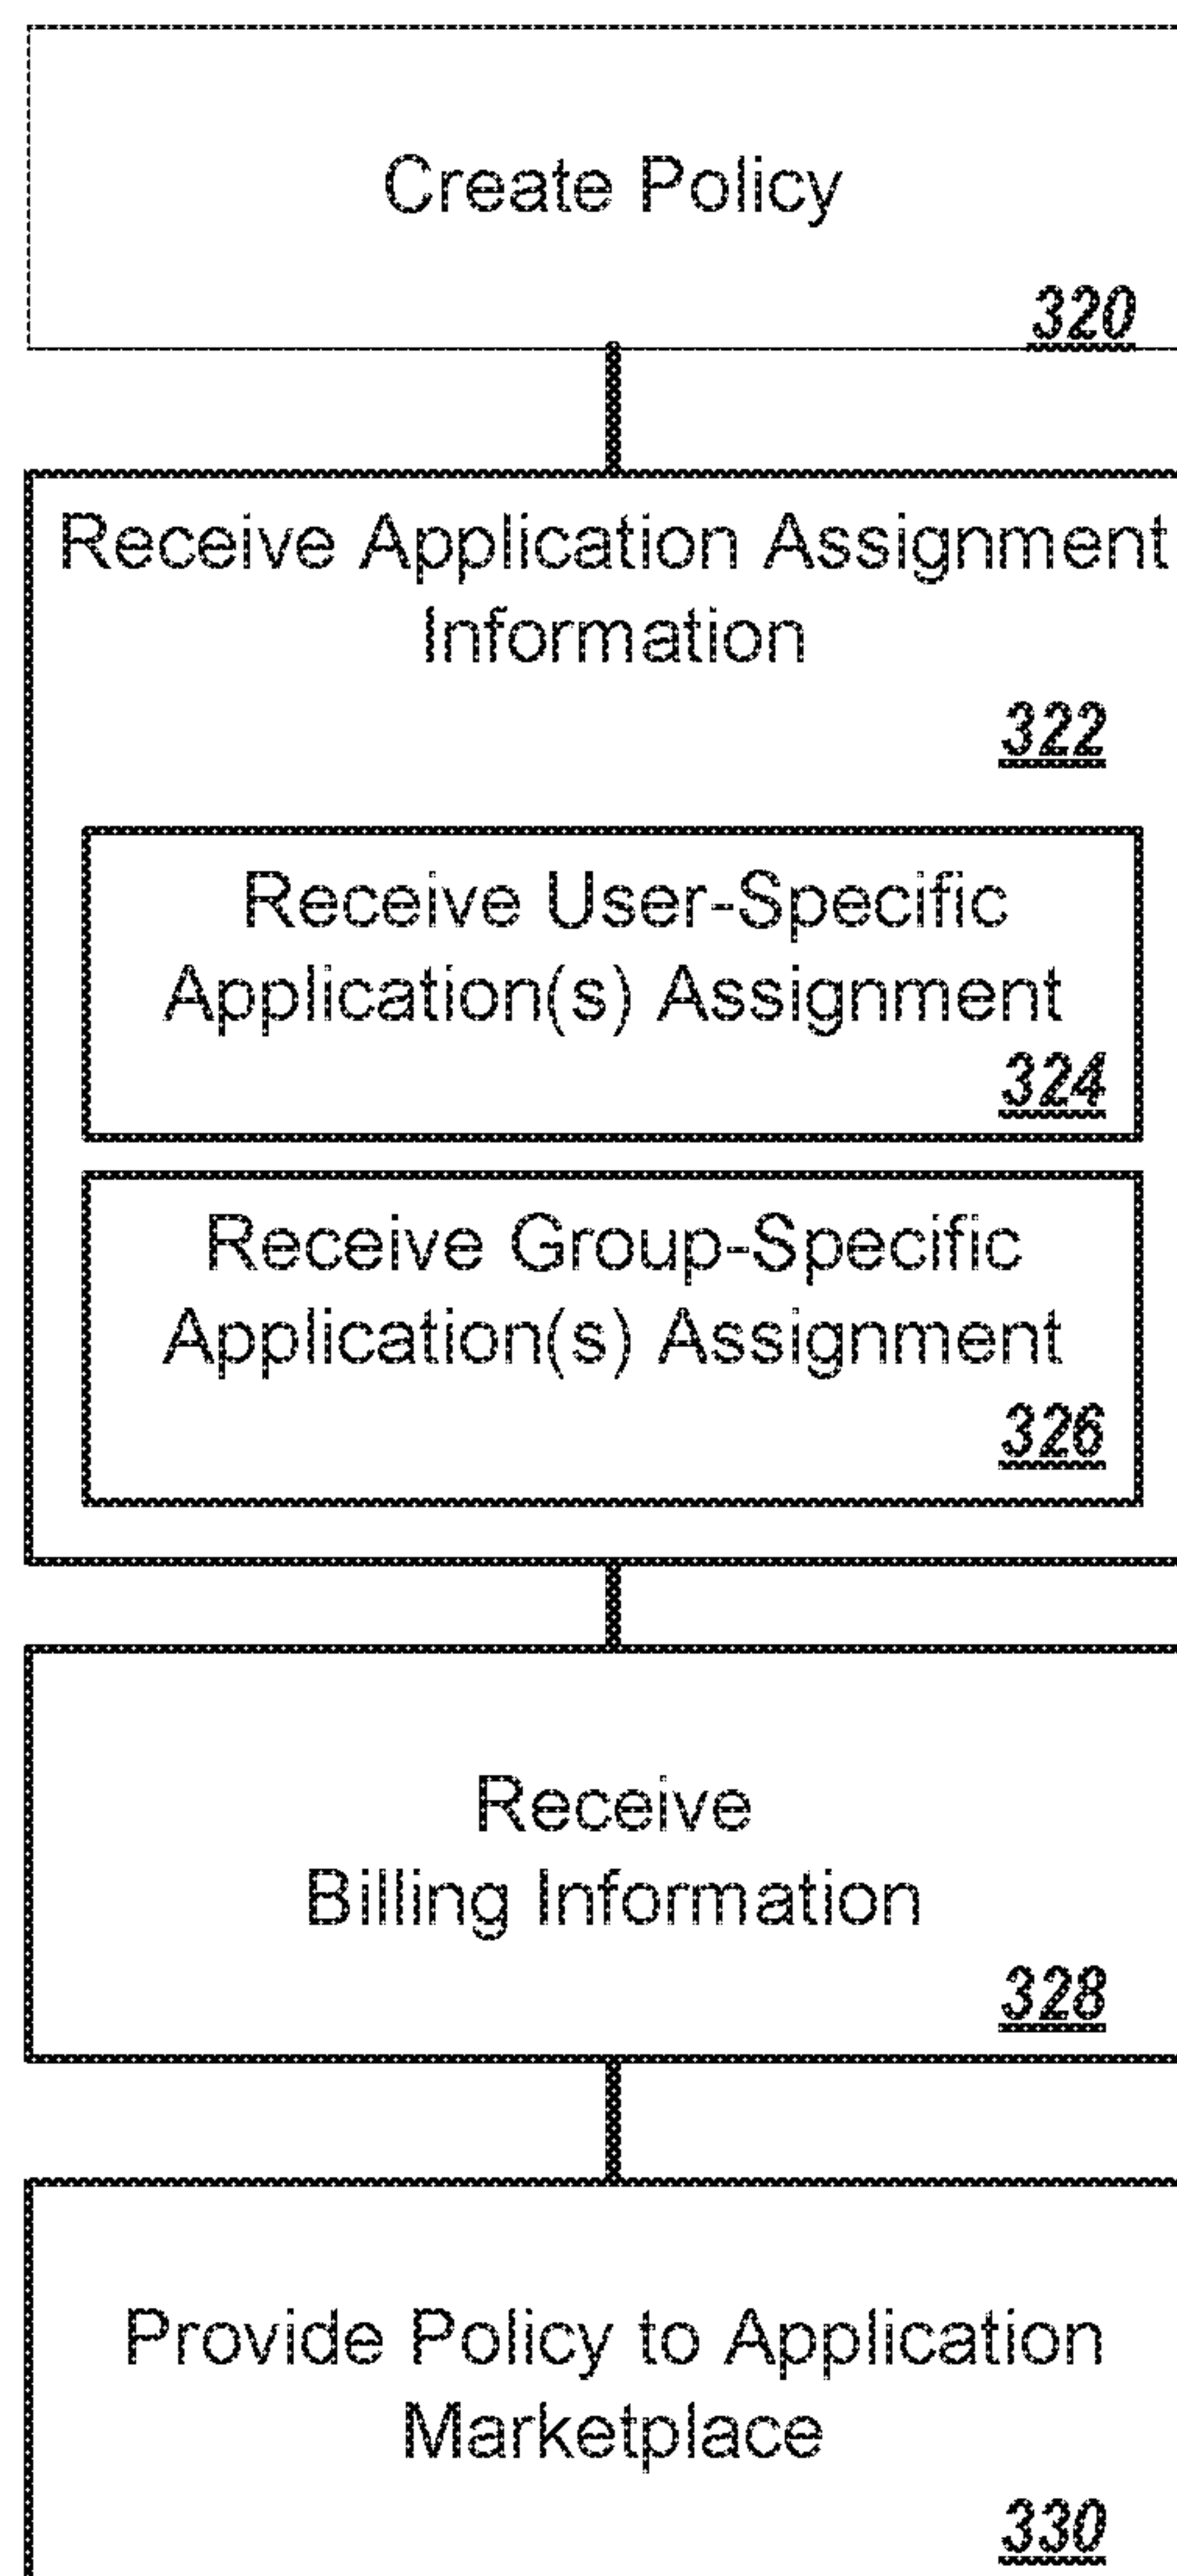 Create Policy
320
Receive Application Assignment
Information
322
Receive User-Specific
Application(s) Assignment
324
Receive Group-Specific
Application(s) Assignment
326
Receive
Billing Information
328
Provide Policy to Application
Marketplace
330